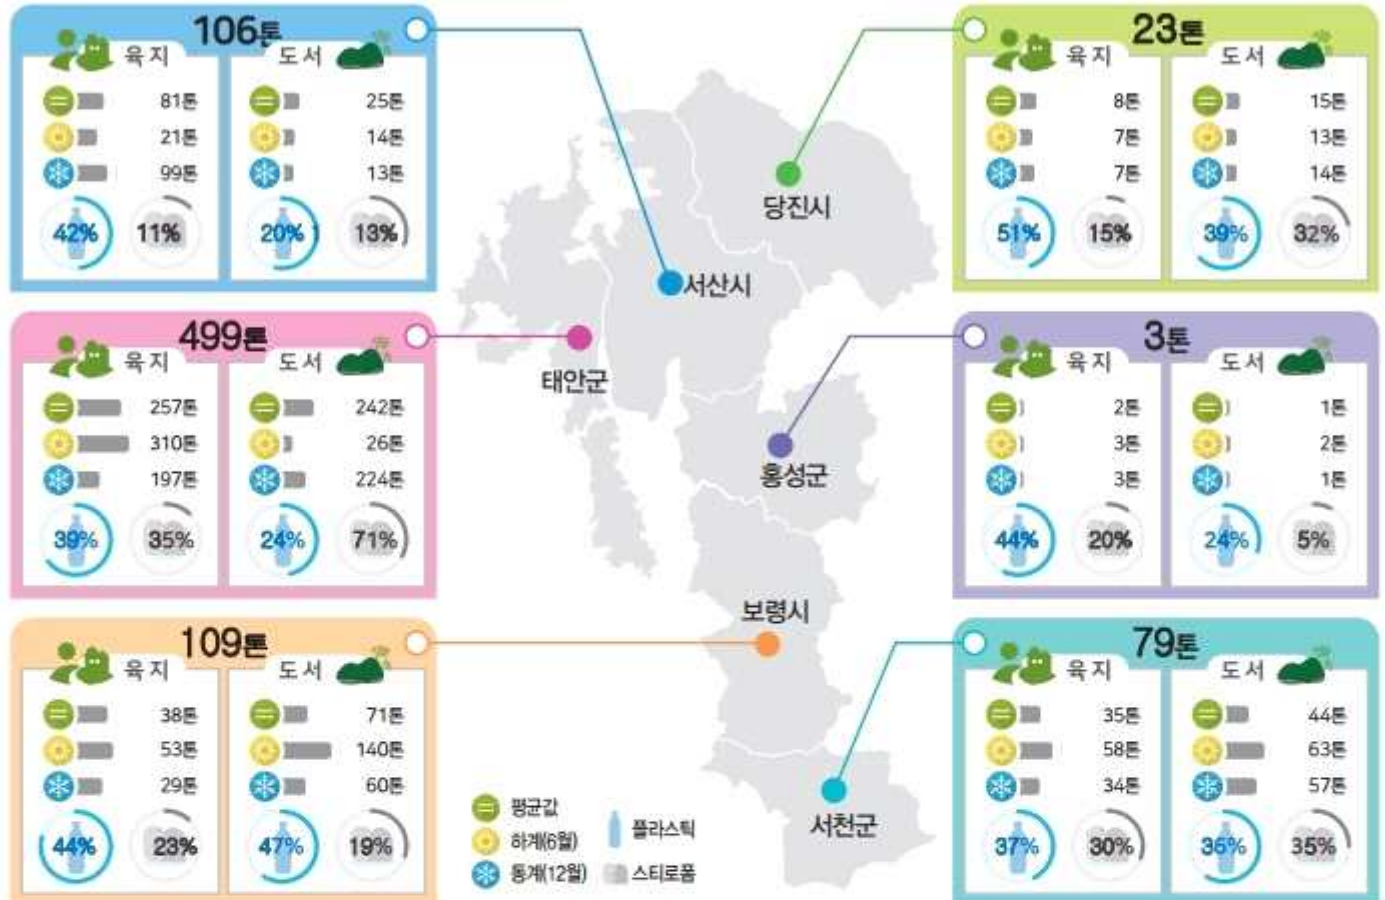 106톤
육지
81톤
21톤
99톤
42%
11%
도서
25톤
14톤
13톤
20%
13%
499톤
육지
257톤
310톤
197톤
39%
35%
도서
242톤
26톤
224톤
24%
71%
109톤
육지
38톤
53톤
29톤
44%
23%
도서
71톤
140톤
60톤
47%
19%
당진시
서산시
태안군
홍성군
보령시
서천군
평균값
하계(6월)
동계(12월)
플라스틱
스티로폼
23톤
육지
8톤
7톤
7톤
51%
15%
도서
15톤
13톤
14톤
39%
32%
3톤
육지
2톤
3톤
3톤
44%
20%
도서
1톤
2톤
1톤
24%
5%
79톤
육지
35톤
58톤
34톤
37%
30%
도서
44톤
63톤
57톤
36%
35%